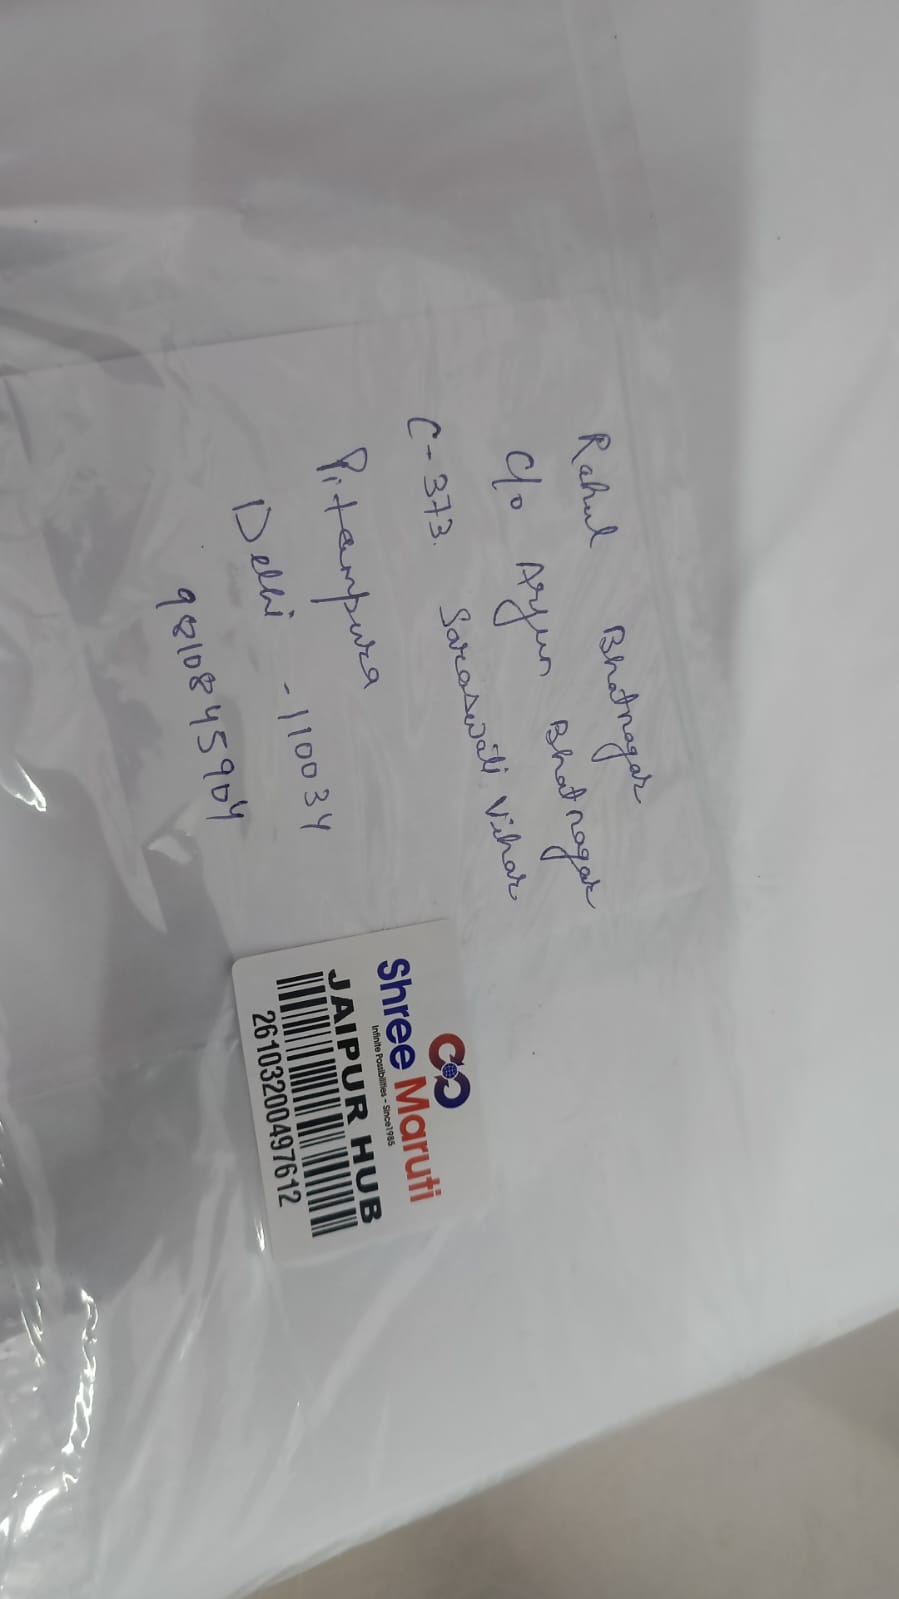 Rahul Bhatnagar
C/o Arjun Bhatnagar
C-373. Saraswati Vihar
Pitampura
Delhi - 110034
9810845904
Shree Maruti
Infinite Possibilities - Since 1985
JAIPUR HUB
26103200497612